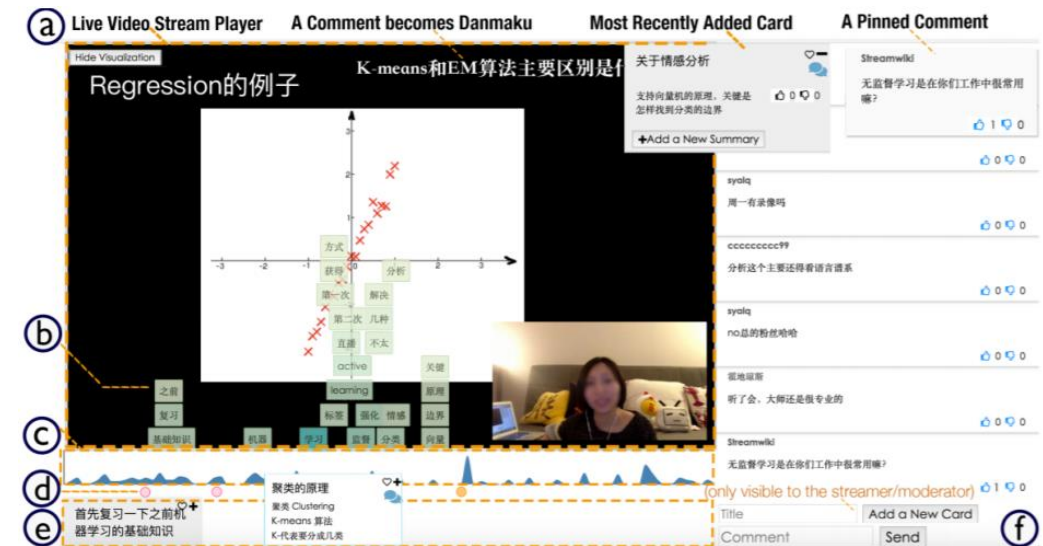 a
Live Video Stream Player
A Comment becomes Danmaku
Most Recently Added Card
A Pinned Comment
Hide Visualization
Regression的例子
K-means和EM算法主要区别是
关于情感分析
支持向量机的原理，关键是
怎样找到分类的边界
0 0
+Add a New Summary
Streamwiki
无监督学习是在你们工作中很常用
嘛?
1 0
0 0
syalq
周一有录像吗
0 0
ccccccccc99
分析这个主要还得看语言谱系
0 0
syalq
no总的粉丝哈哈
0 0
霍地逗斯
听了会，大师还是很专业的
0 0
Streamwiki
无监督学习是在你们工作中很常用嘛?
1 0
3
2
1
-3 -2 -1 0 2 3
方式
获得 分析
第一次 解决
第二次 几种
直播 不太
active 关键
b
之前 learning 原理
复习 标签 强化 情感 边界
基础知识 机器 学习 监督 分类 向量
c
d
e
首先复习一下之前机
器学习的基础知识
聚类的原理
聚类 Clustering
K-means 算法
K-代表要分成几类
(only visible to the streamer/moderator)
Title
Add a New Card
Comment
Send
f